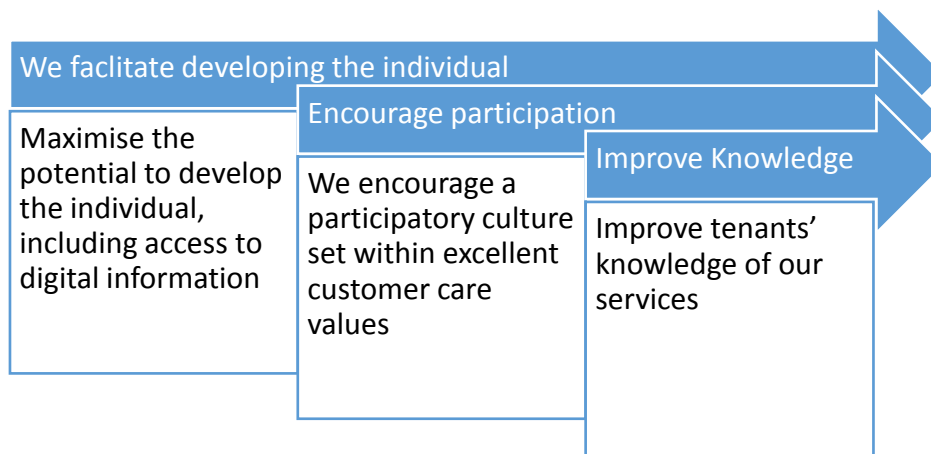 We faclitate developing the individual
Maximise the
potential to develop
the individual,
including access to
digital information
Encourage participation
We encourage a
participatory culture
set within excellent
customer care
values
Improve Knowledge
Improve tenants’
knowledge of our
services